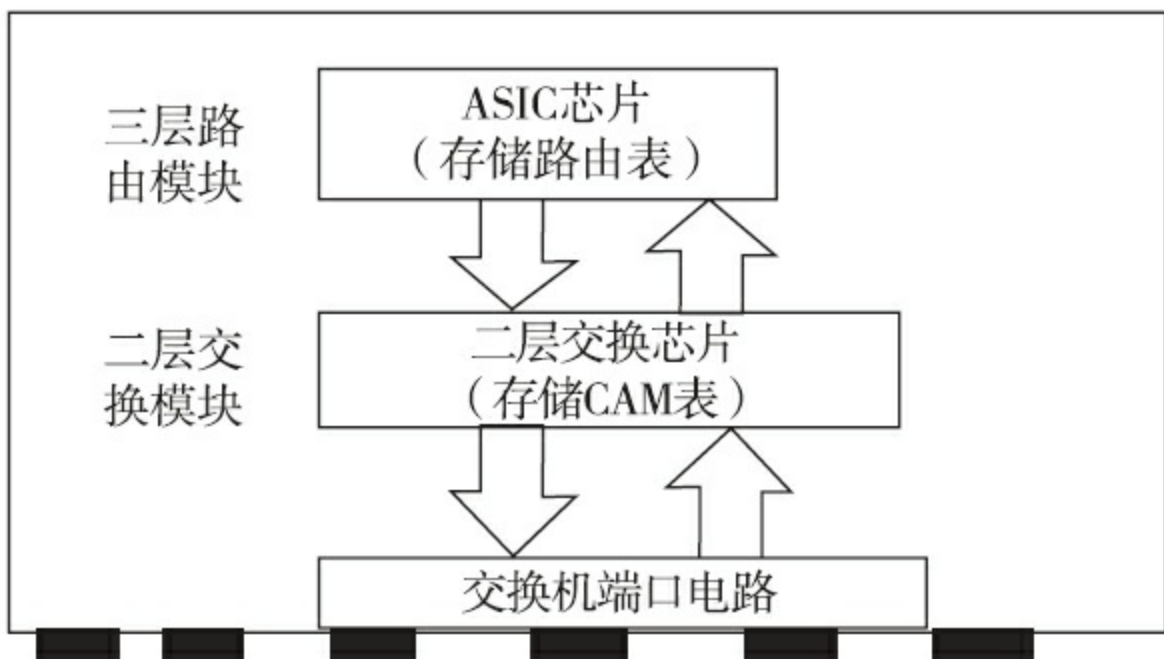 三层路
由模块
ASIC芯片
（存储路由表）
二层交
换模块
二层交换芯片
（存储CAM表）
交换机端口电路